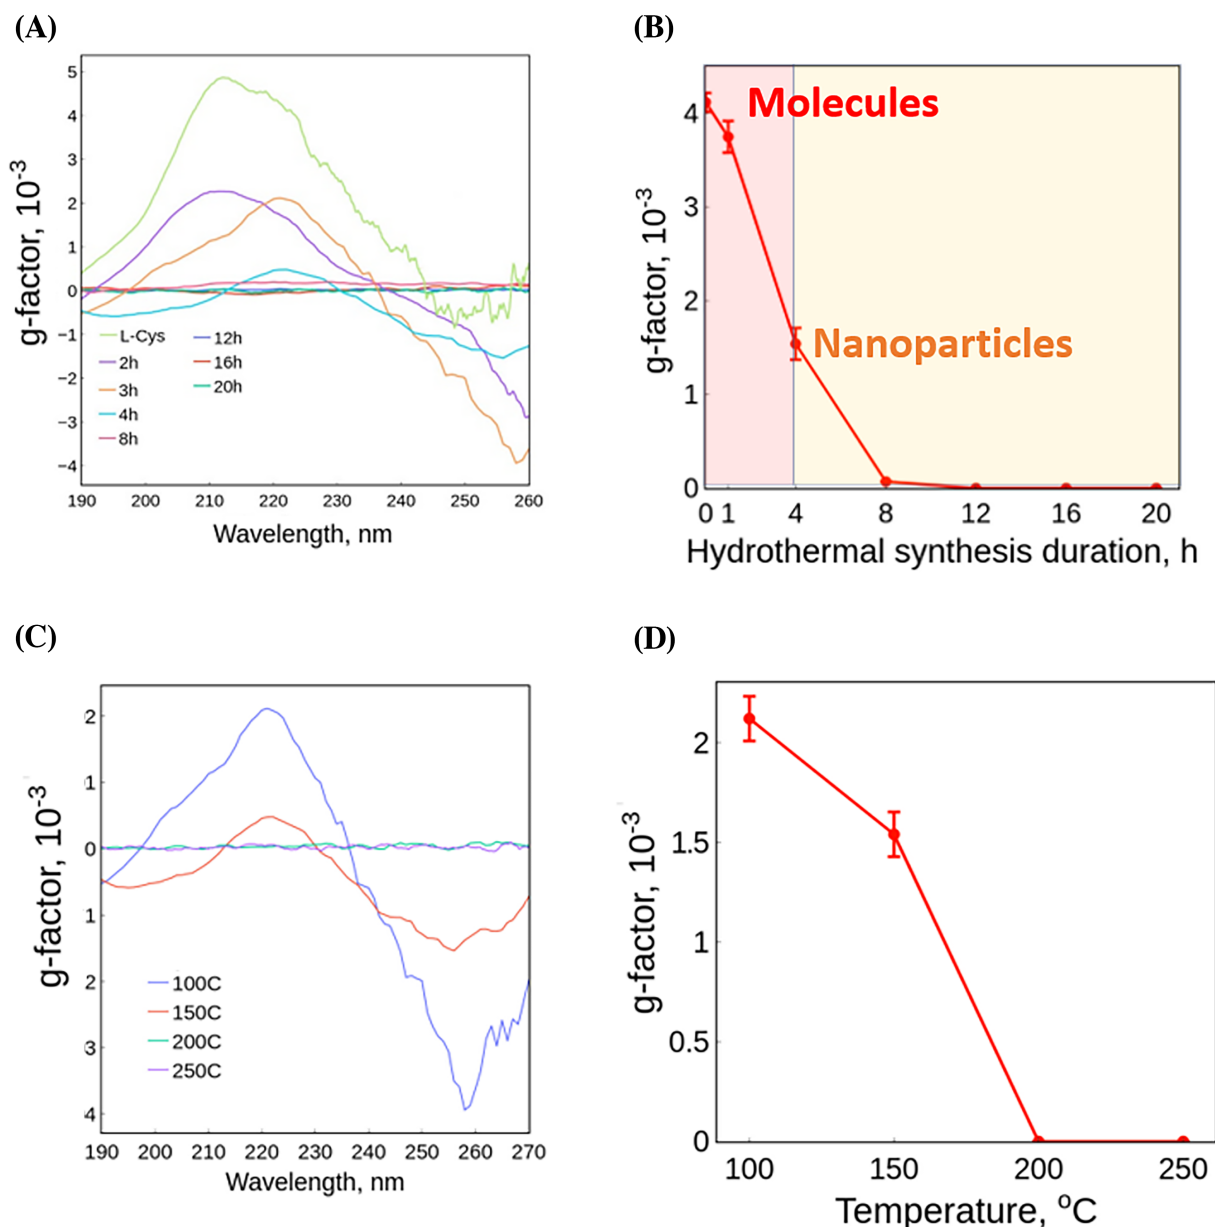 (A)
5
4
3
2
1
0
−1
−2
−3
−4
g-factor, 10⁻³
L-Cys
2h
3h
4h
8h
12h
16h
20h
190 200 210 220 230 240 250 260
Wavelength, nm
(B)
Molecules
Nanoparticles
4
3
2
1
0
g-factor, 10⁻³
0 1 4 8 12 16 20
Hydrothermal synthesis duration, h
(C)
2
1
0
1
2
3
4
g-factor, 10⁻³
100C
150C
200C
250C
190 200 210 220 230 240 250 260 270
Wavelength, nm
(D)
2
1.5
1
0.5
0
g-factor, 10⁻³
100 150 200 250
Temperature, ᵒC